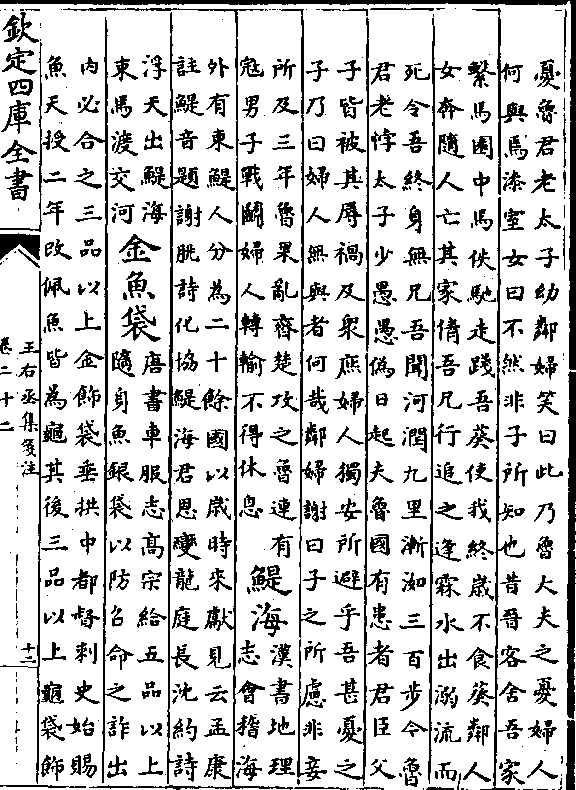 憂魯君老太子幼鄰婦笑曰此乃魯大夫之憂婦人
何與焉漆室女曰不然非子所知也昔晉客舍吾家
繫馬園中馬佚馳走踐吾葵使我終歳不食葵鄰人
女奔隨人亡其家倩吾兄行追之逢霖水出溺流而
死令吾終身無兄吾聞河潤九里漸洳三百步今魯
君老悖太子少愚愚偽日起夫魯國有患者君臣父
子皆被其辱禍及衆庶婦人獨安所避乎吾甚憂之
子乃曰婦人無與者何哉鄰婦謝曰子之所慮非妾
所及三年魯果亂齊楚攻之魯連有
冦男子戰鬭婦人轉輸不得休息
鯷海
漢書地理
志會稽海
外有東鯷人分為二十餘國以歳時來獻見云孟康
註鯷音題謝朓詩化協鯷海君恩變龍庭長沈約詩
浮天出鯷海
束馬渡交河
金魚袋
唐書車服志高宗給五品以上
隨身魚銀袋以防召命之詐出
內必合之三品以上金飾袋垂拱中都督刺史始賜
魚天授二年改佩魚皆為龜其後三品以上龜袋飾
欽定四庫全書
王右丞集箋注
卷二十二
十二